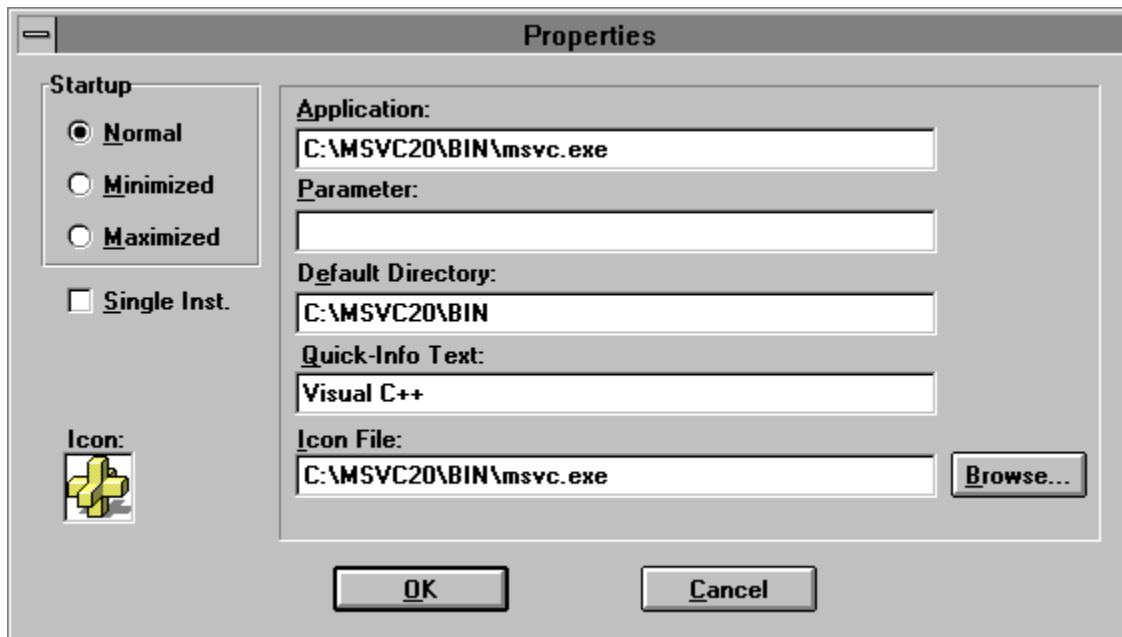 Properties
Startup
Normal
Minimized
Maximized
Single Inst.
Icon:
Application:
C:\MSVC20\BIN\msvc.exe
Parameter:
Default Directory:
C:\MSVC20\BIN
Quick-Info Text:
Visual C++
Icon File:
C:\MSVC20\BIN\msvc.exe
Browse...
OK
Cancel